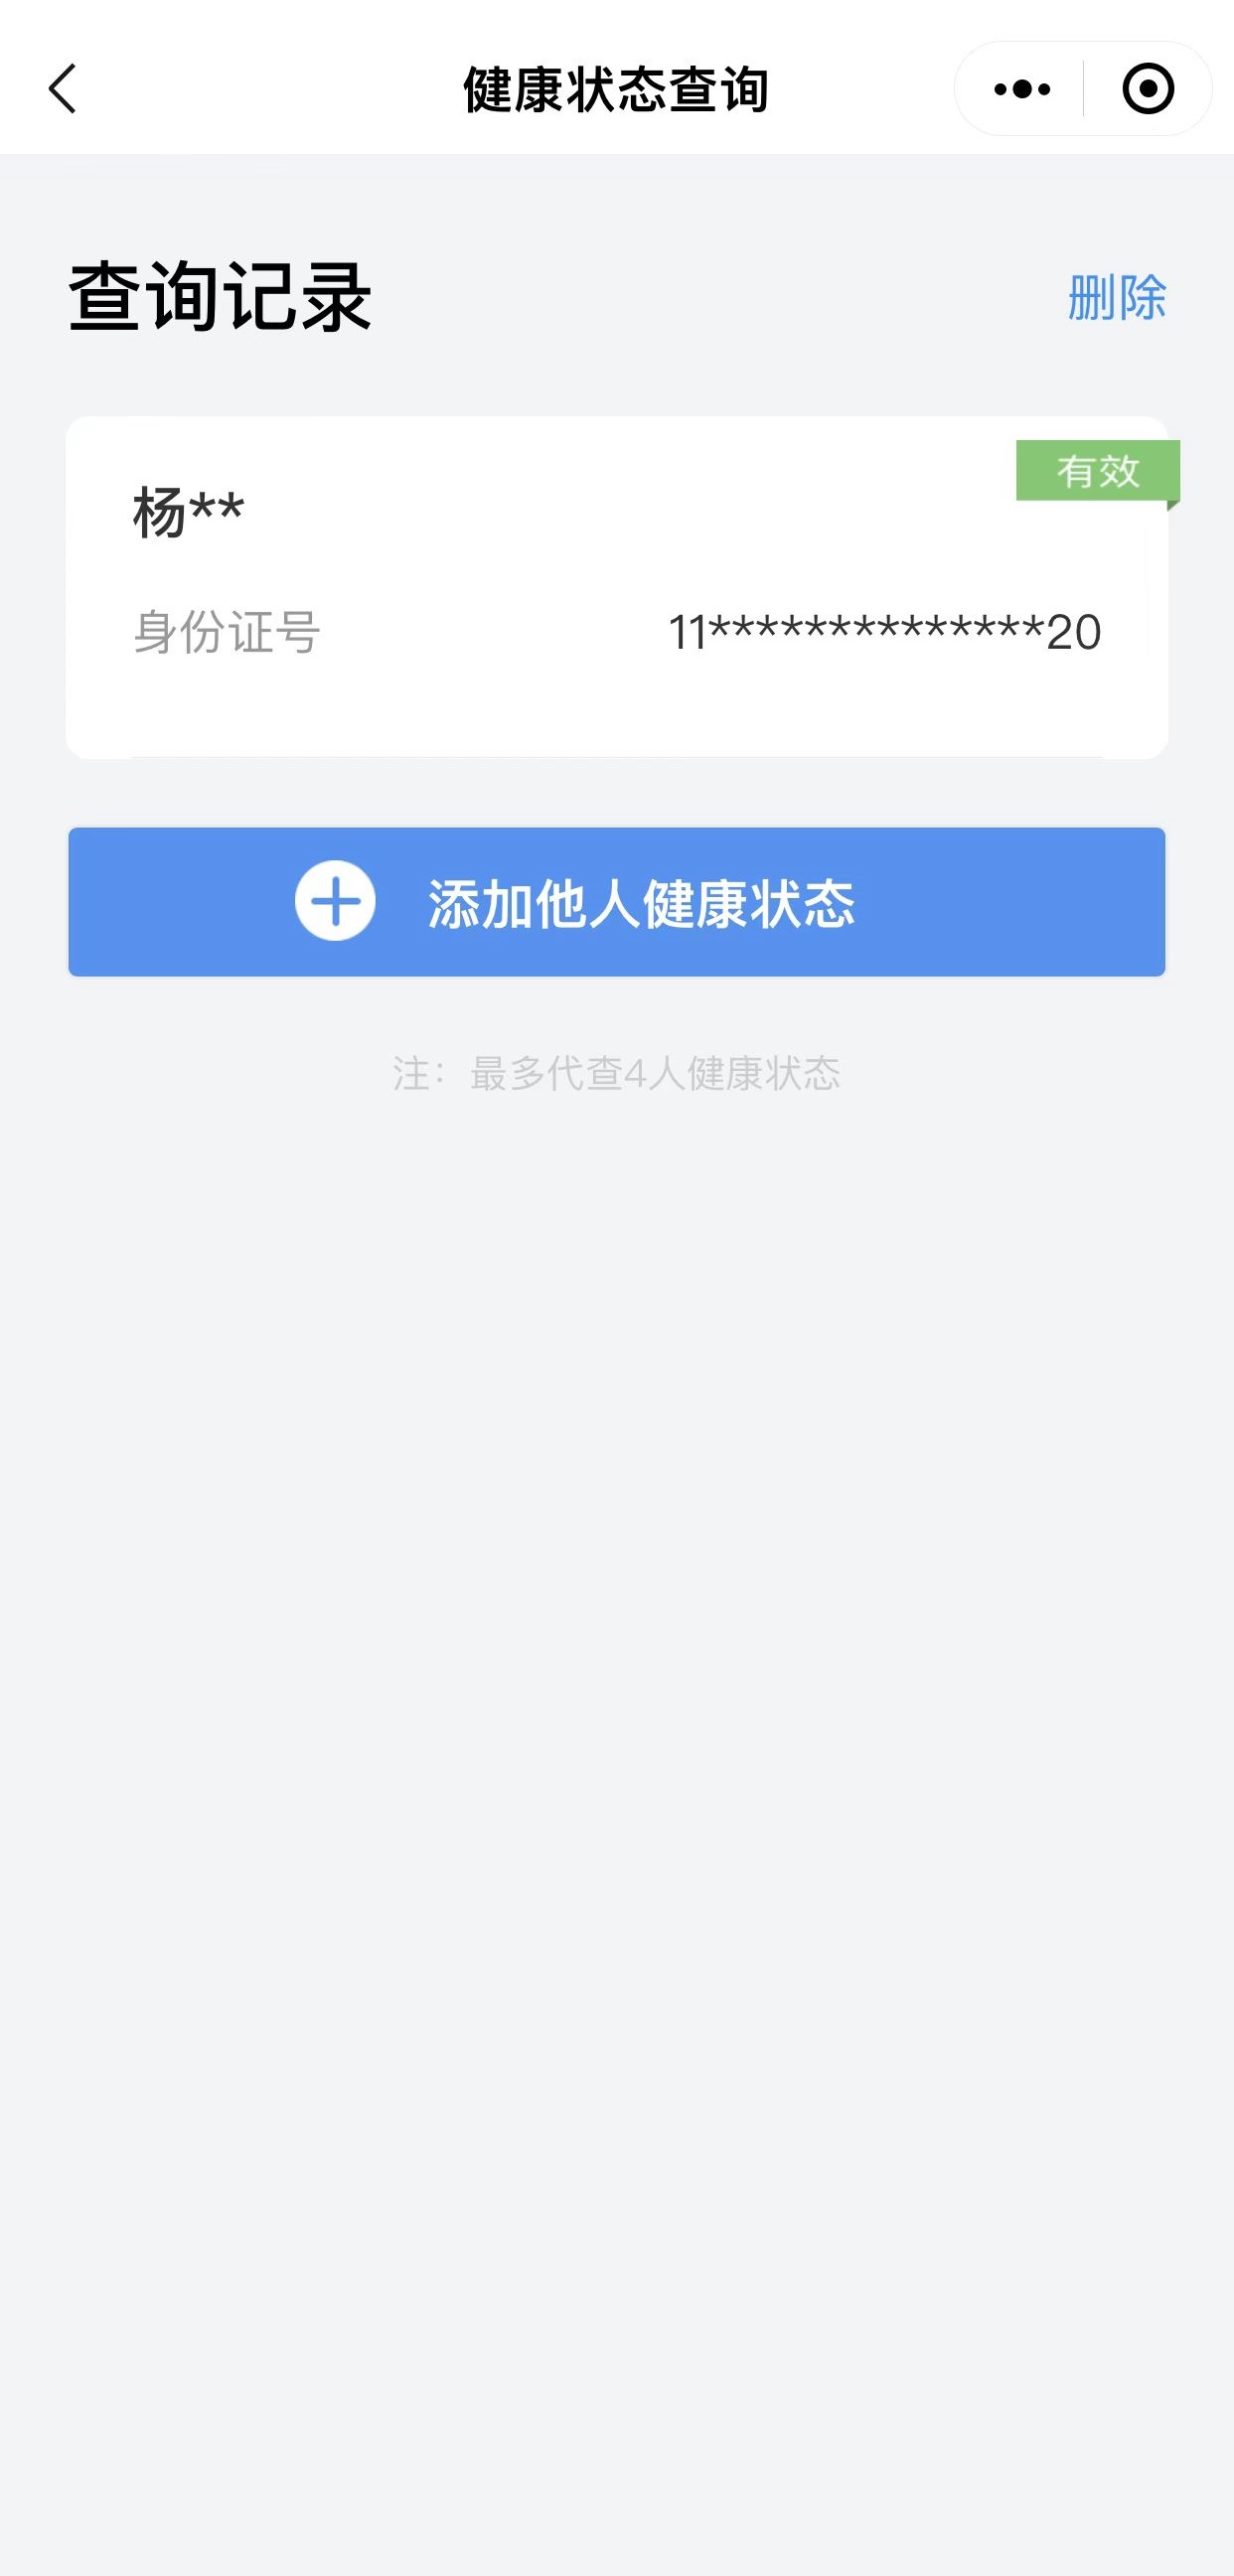 健康状态查询
查询记录
删除
有效
杨**
身份证号
11**************20
添加他人健康状态
注：最多代查4人健康状态